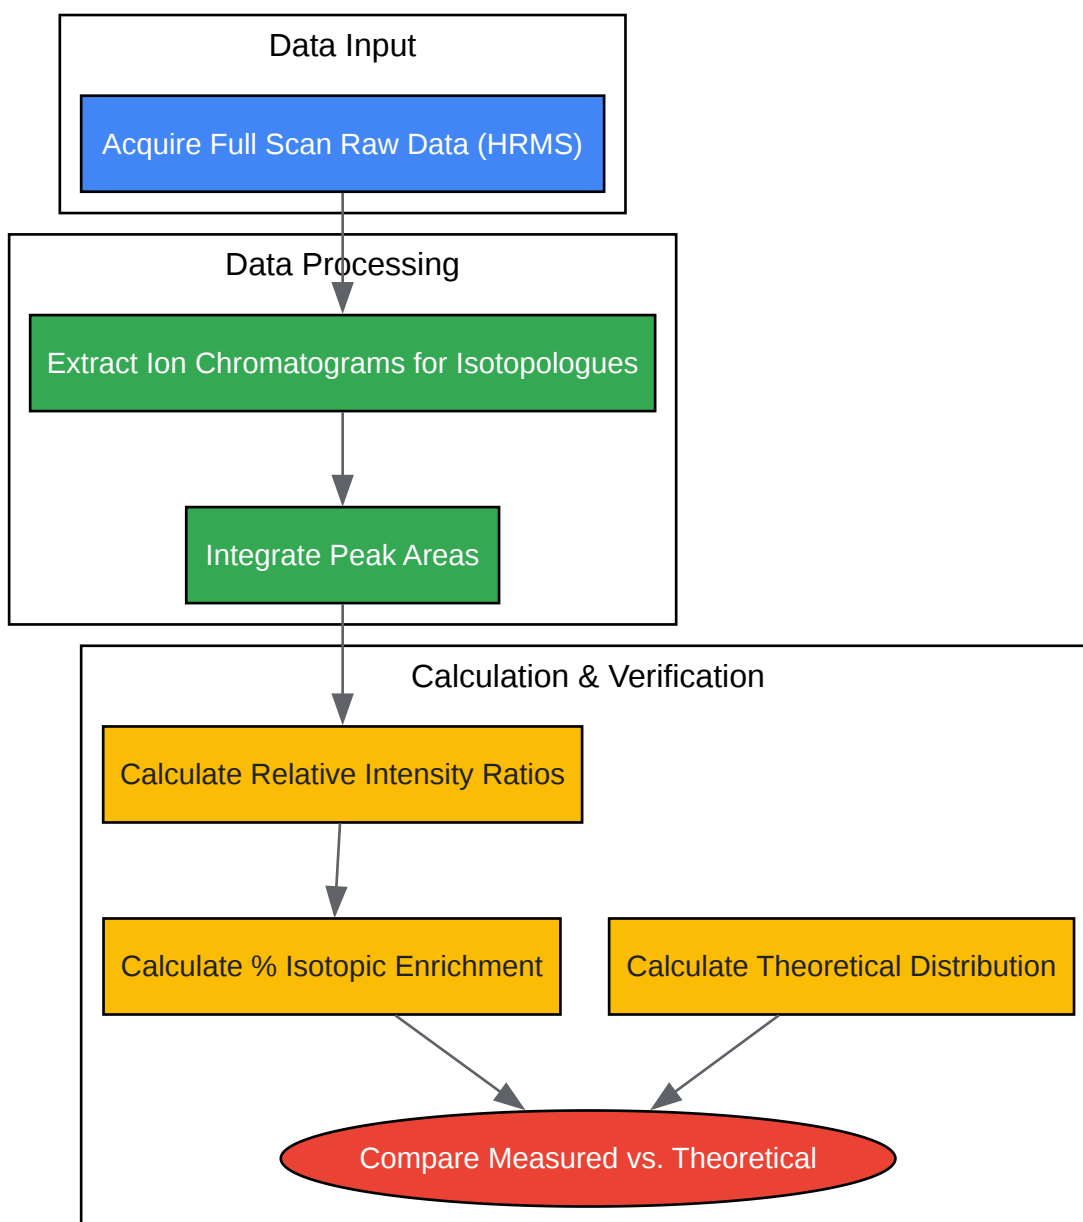 Data Input
Acquire Full Scan Raw Data (HRMS)
Data Processing
Extract Ion Chromatograms for Isotopologues
Integrate Peak Areas
Calculation & Verification
Calculate Relative Intensity Ratios
Calculate % Isotopic Enrichment
Calculate Theoretical Distribution
Compare Measured vs. Theoretical